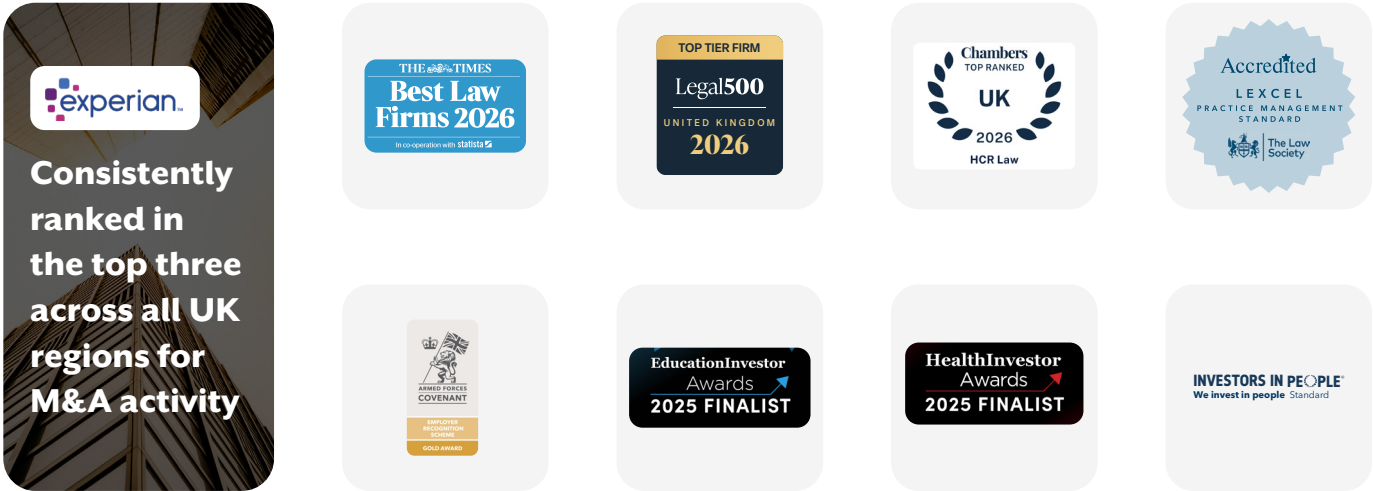 experian™
Consistently
ranked in
the top three
across all UK
regions for
M&A activity
THE TIMES
Best Law
Firms 2026
In co-operation with statista
TOP TIER FIRM
Legal500
UNITED KINGDOM
2026
Chambers
TOP RANKED
UK
2026
HCR Law
Accredited
LEXCEL
PRACTICE MANAGEMENT
STANDARD
The Law
Society
ARMED FORCES
COVENANT
EMPLOYER
RECOGNITION
SCHEME
GOLD AWARD
EducationInvestor
Awards
2025 FINALIST
HealthInvestor
Awards
2025 FINALIST
INVESTORS IN PEOPLE®
We invest in people Standard